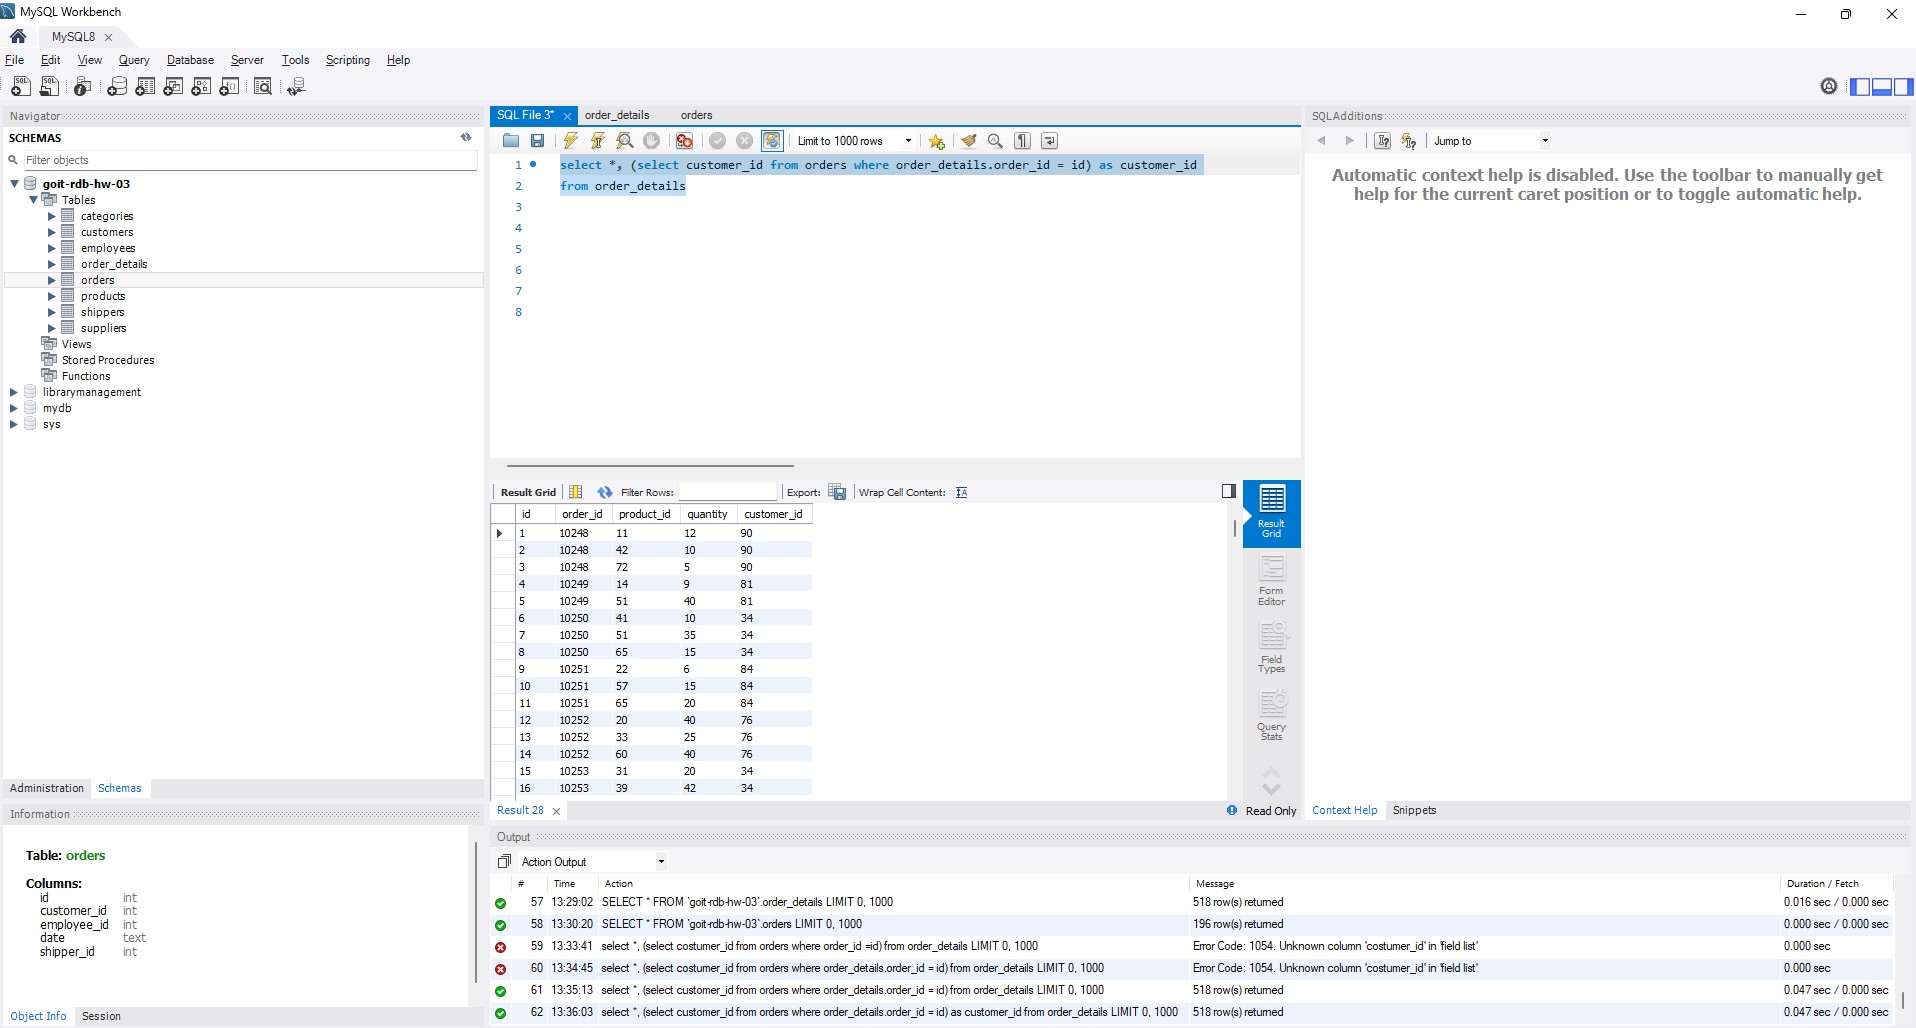 MySQL Workbench
MySQL8
File Edit View Query Database Server Tools Scripting Help
Navigator
SCHEMAS
Filter objects
goit-rdb-hw-03
Tables
categories
customers
employees
order_details
orders
products
shippers
suppliers
Views
Stored Procedures
Functions
librarymanagement
mydb
sys
Administration Schemas
Information
Table: orders
Columns:
id int
customer_id int
employee_id int
date text
shipper_id int
Object Info Session
SQL File 3* order_details orders
Limit to 1000 rows
1 select *, (select customer_id from orders where order_details.order_id = id) as customer_id
2 from order_details
3
4
5
6
7
8
Result Grid Filter Rows: Export: Wrap Cell Content:
id order_id product_id quantity customer_id
1 10248 11 12 90
2 10248 42 10 90
3 10248 72 5 90
4 10249 14 9 81
5 10249 51 40 81
6 10250 41 10 34
7 10250 51 35 34
8 10250 65 15 34
9 10251 22 6 84
10 10251 57 15 84
11 10251 65 20 84
12 10252 20 40 76
13 10252 33 25 76
14 10252 60 40 76
15 10253 31 20 34
16 10253 39 42 34
Result Grid
Form Editor
Field Types
Query Stats
Result 28 Read Only
SQLAdditions
Jump to
Automatic context help is disabled. Use the toolbar to manually get
help for the current caret position or to toggle automatic help.
Context Help Snippets
Output
Action Output
# Time Action Message Duration / Fetch
57 13:29:02 SELECT * FROM `goit-rdb-hw-03`.order_details LIMIT 0, 1000 518 row(s) returned 0.016 sec / 0.000 sec
58 13:30:20 SELECT * FROM `goit-rdb-hw-03`.orders LIMIT 0, 1000 196 row(s) returned 0.000 sec / 0.000 sec
59 13:33:41 select *, (select costumer_id from orders where order_id =id) from order_details LIMIT 0, 1000 Error Code: 1054. Unknown column 'costumer_id' in 'field list' 0.000 sec
60 13:34:45 select *, (select costumer_id from orders where order_details.order_id = id) from order_details LIMIT 0, 1000 Error Code: 1054. Unknown column 'costumer_id' in 'field list' 0.000 sec
61 13:35:13 select *, (select customer_id from orders where order_details.order_id = id) from order_details LIMIT 0, 1000 518 row(s) returned 0.047 sec / 0.000 sec
62 13:36:03 select *, (select customer_id from orders where order_details.order_id = id) as customer_id from order_details LIMIT 0, 1000 518 row(s) returned 0.047 sec / 0.000 sec